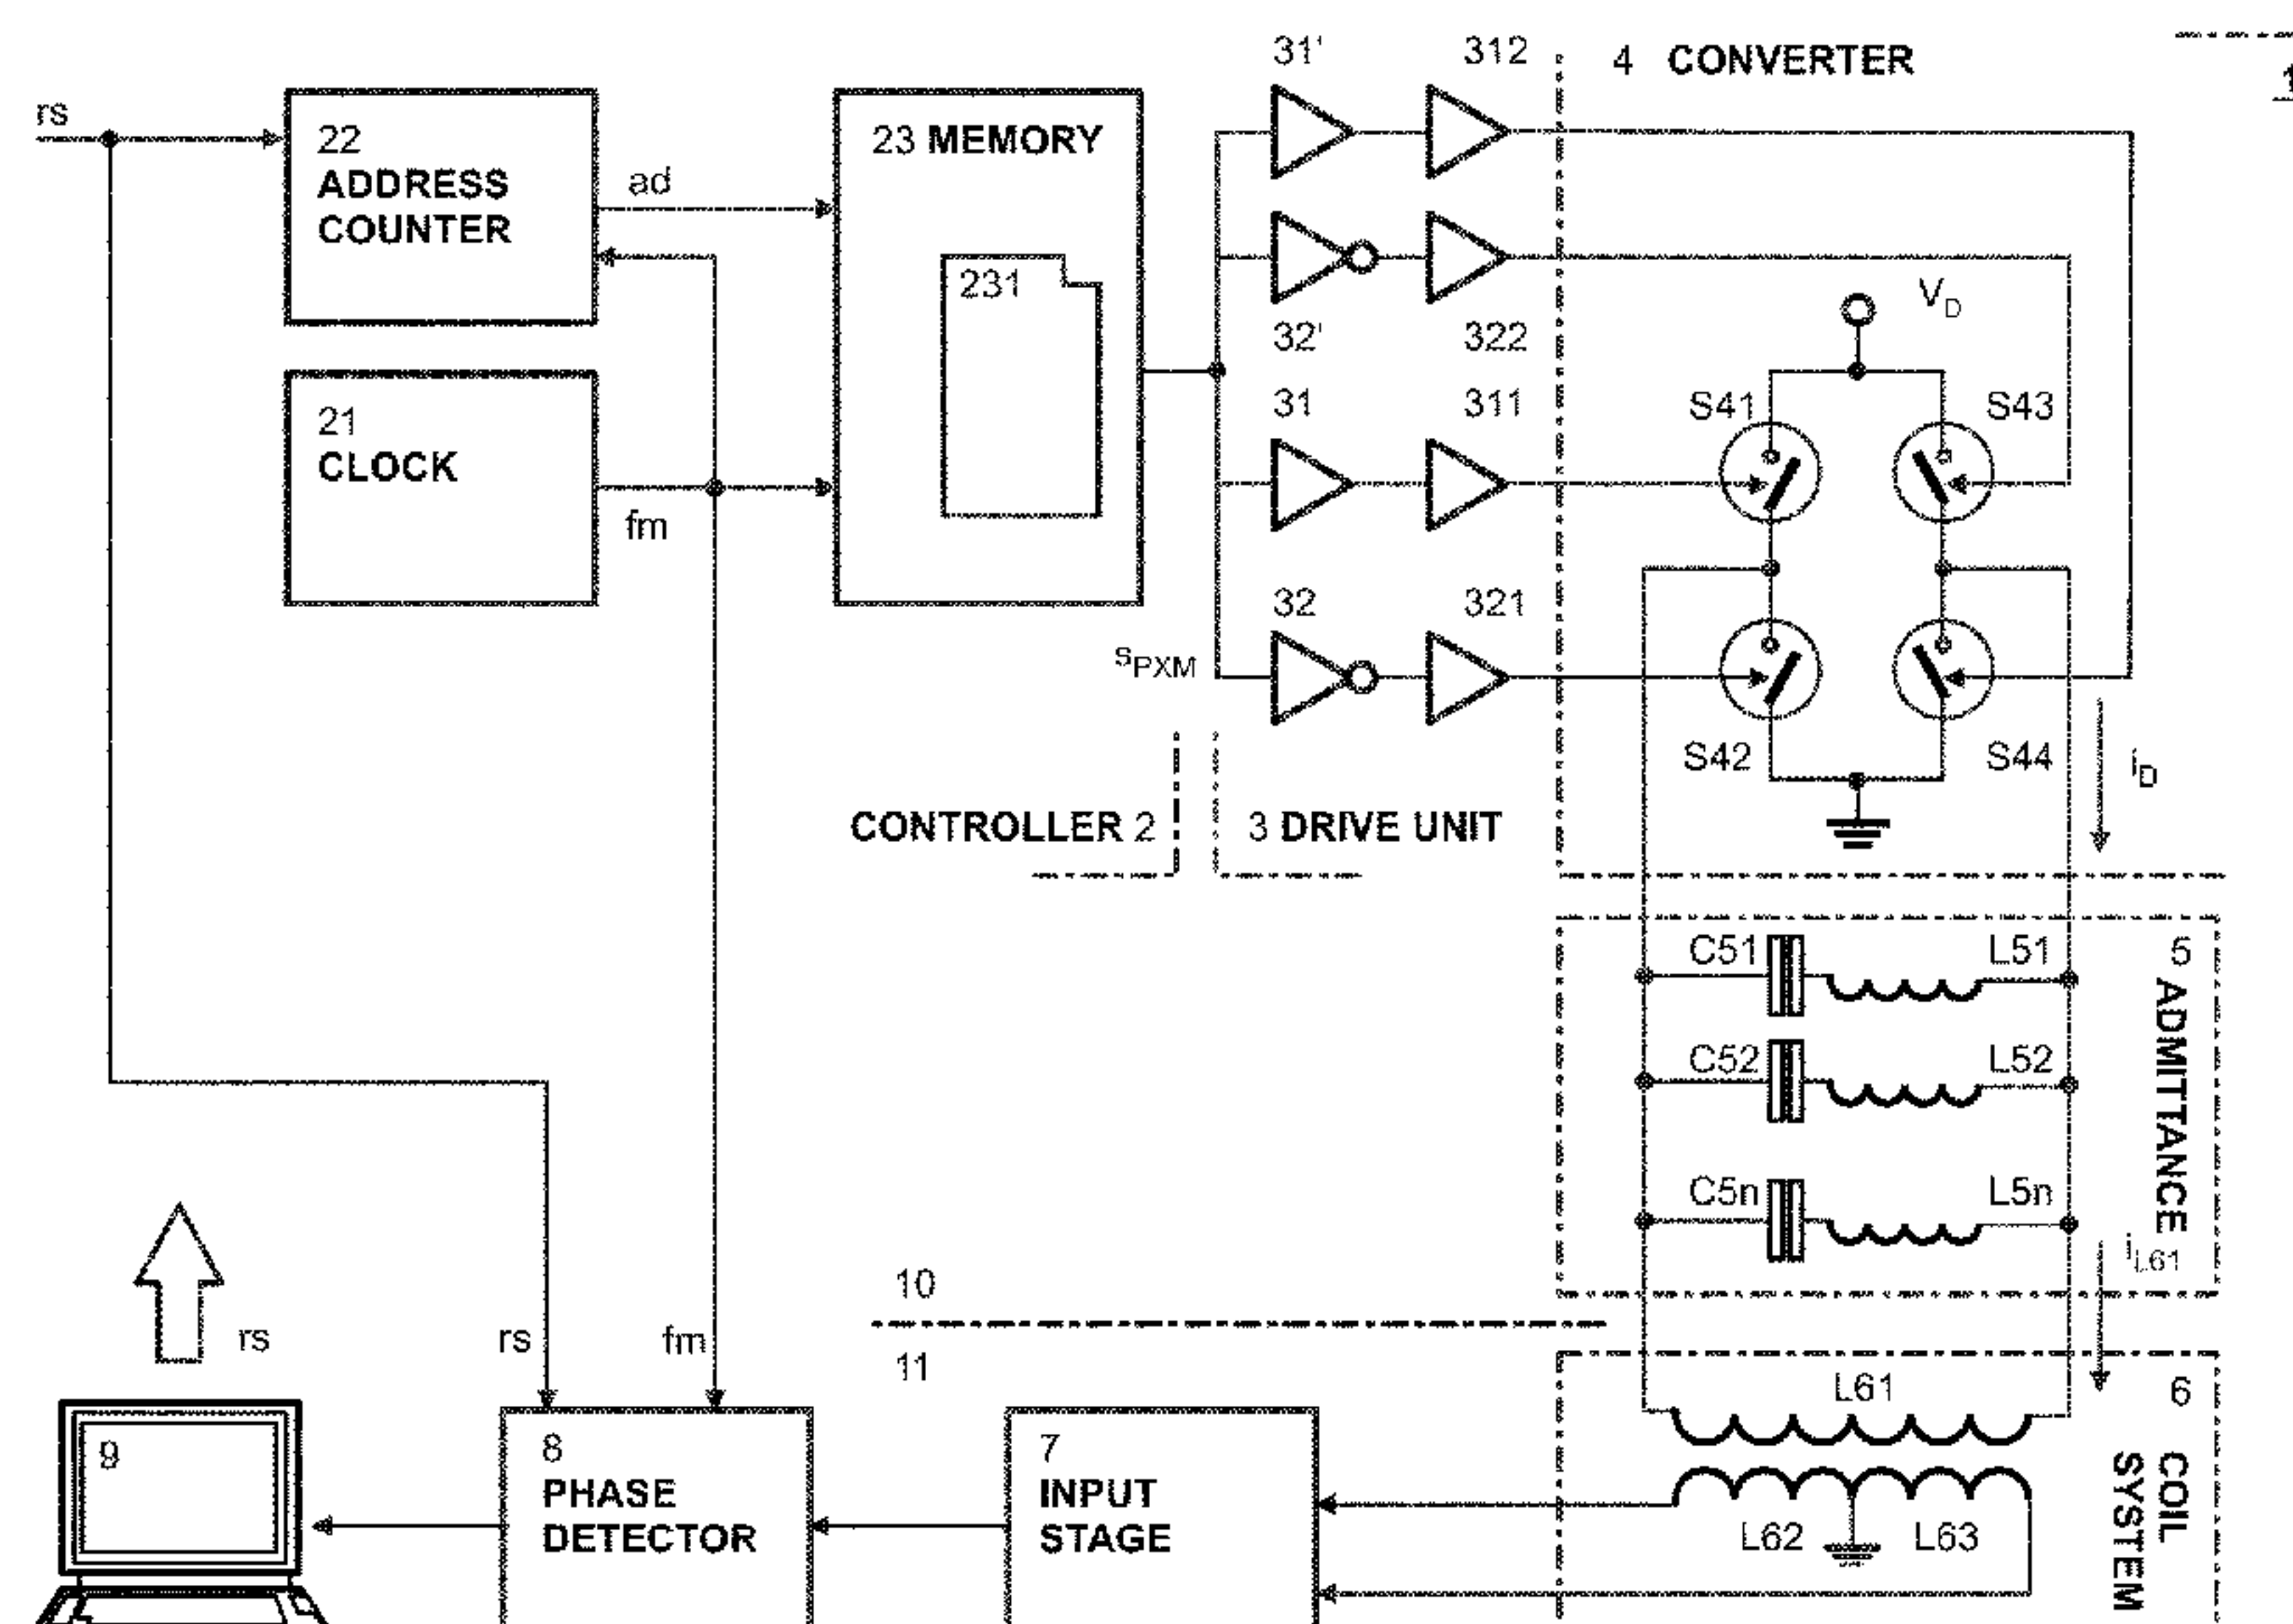 rs
22
ADDRESS
COUNTER
ad
21
CLOCK
fm
23 MEMORY
231
31'
312
32'
322
31
311
32
321
sPXM
CONTROLLER 2
3 DRIVE UNIT
4 CONVERTER
1
VD
S41
S43
S42
S44
iD
C51
L51
C52
L52
C5n
L5n
5
ADMITTANCE
iL61
10
11
rs
rs
fm
9
8
PHASE
DETECTOR
7
INPUT
STAGE
L61
L62
L63
6
COIL
SYSTEM